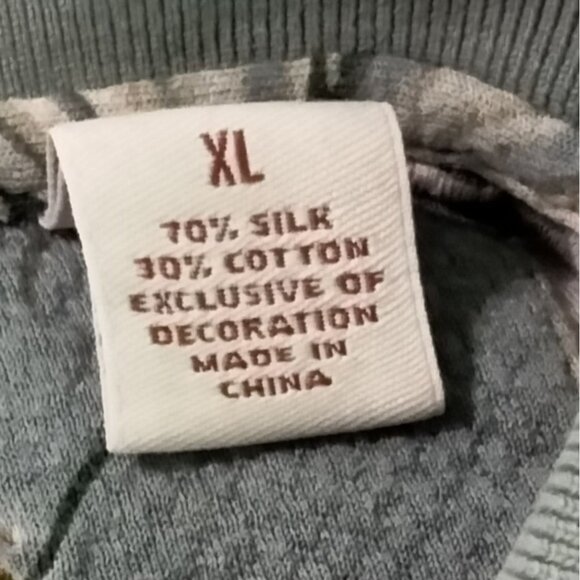 XL
70% SILK
30% COTTON
EXCLUSIVE OF
DECORATION
MADE IN
CHINA